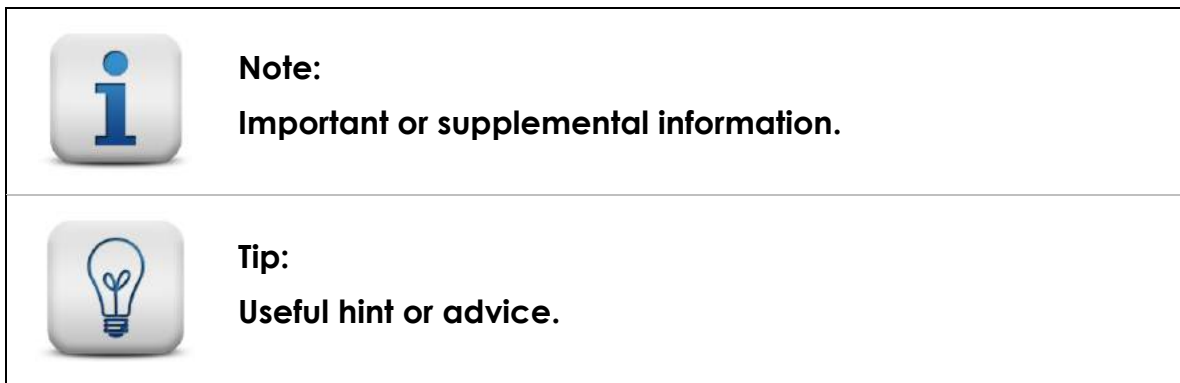 Note:
Important or supplemental information.
Tip:
Useful hint or advice.